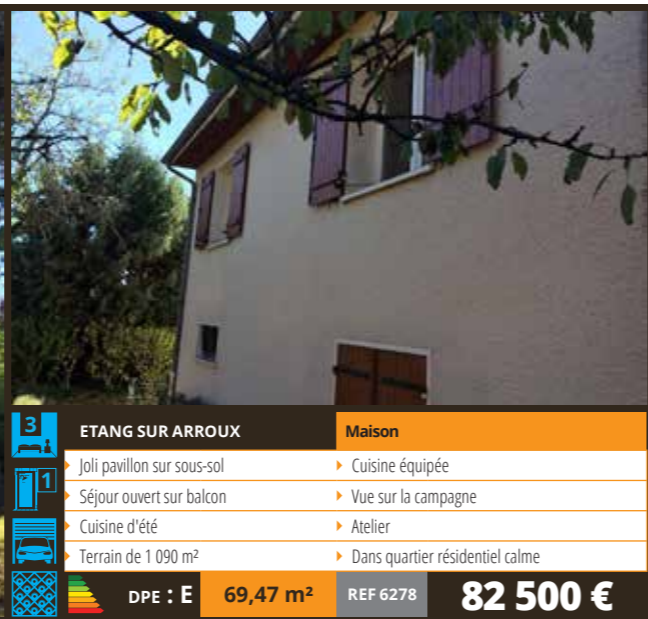 3
ETANG SUR ARROUX Maison
Joli pavillon sur sous-sol Cuisine équipée
1
Séjour ouvert sur balcon Vue sur la campagne
Cuisine d'été Atelier
Terrain de 1 090 m² Dans quartier résidentiel calme
DPE : E 69,47 m² REF 6278 82 500 €